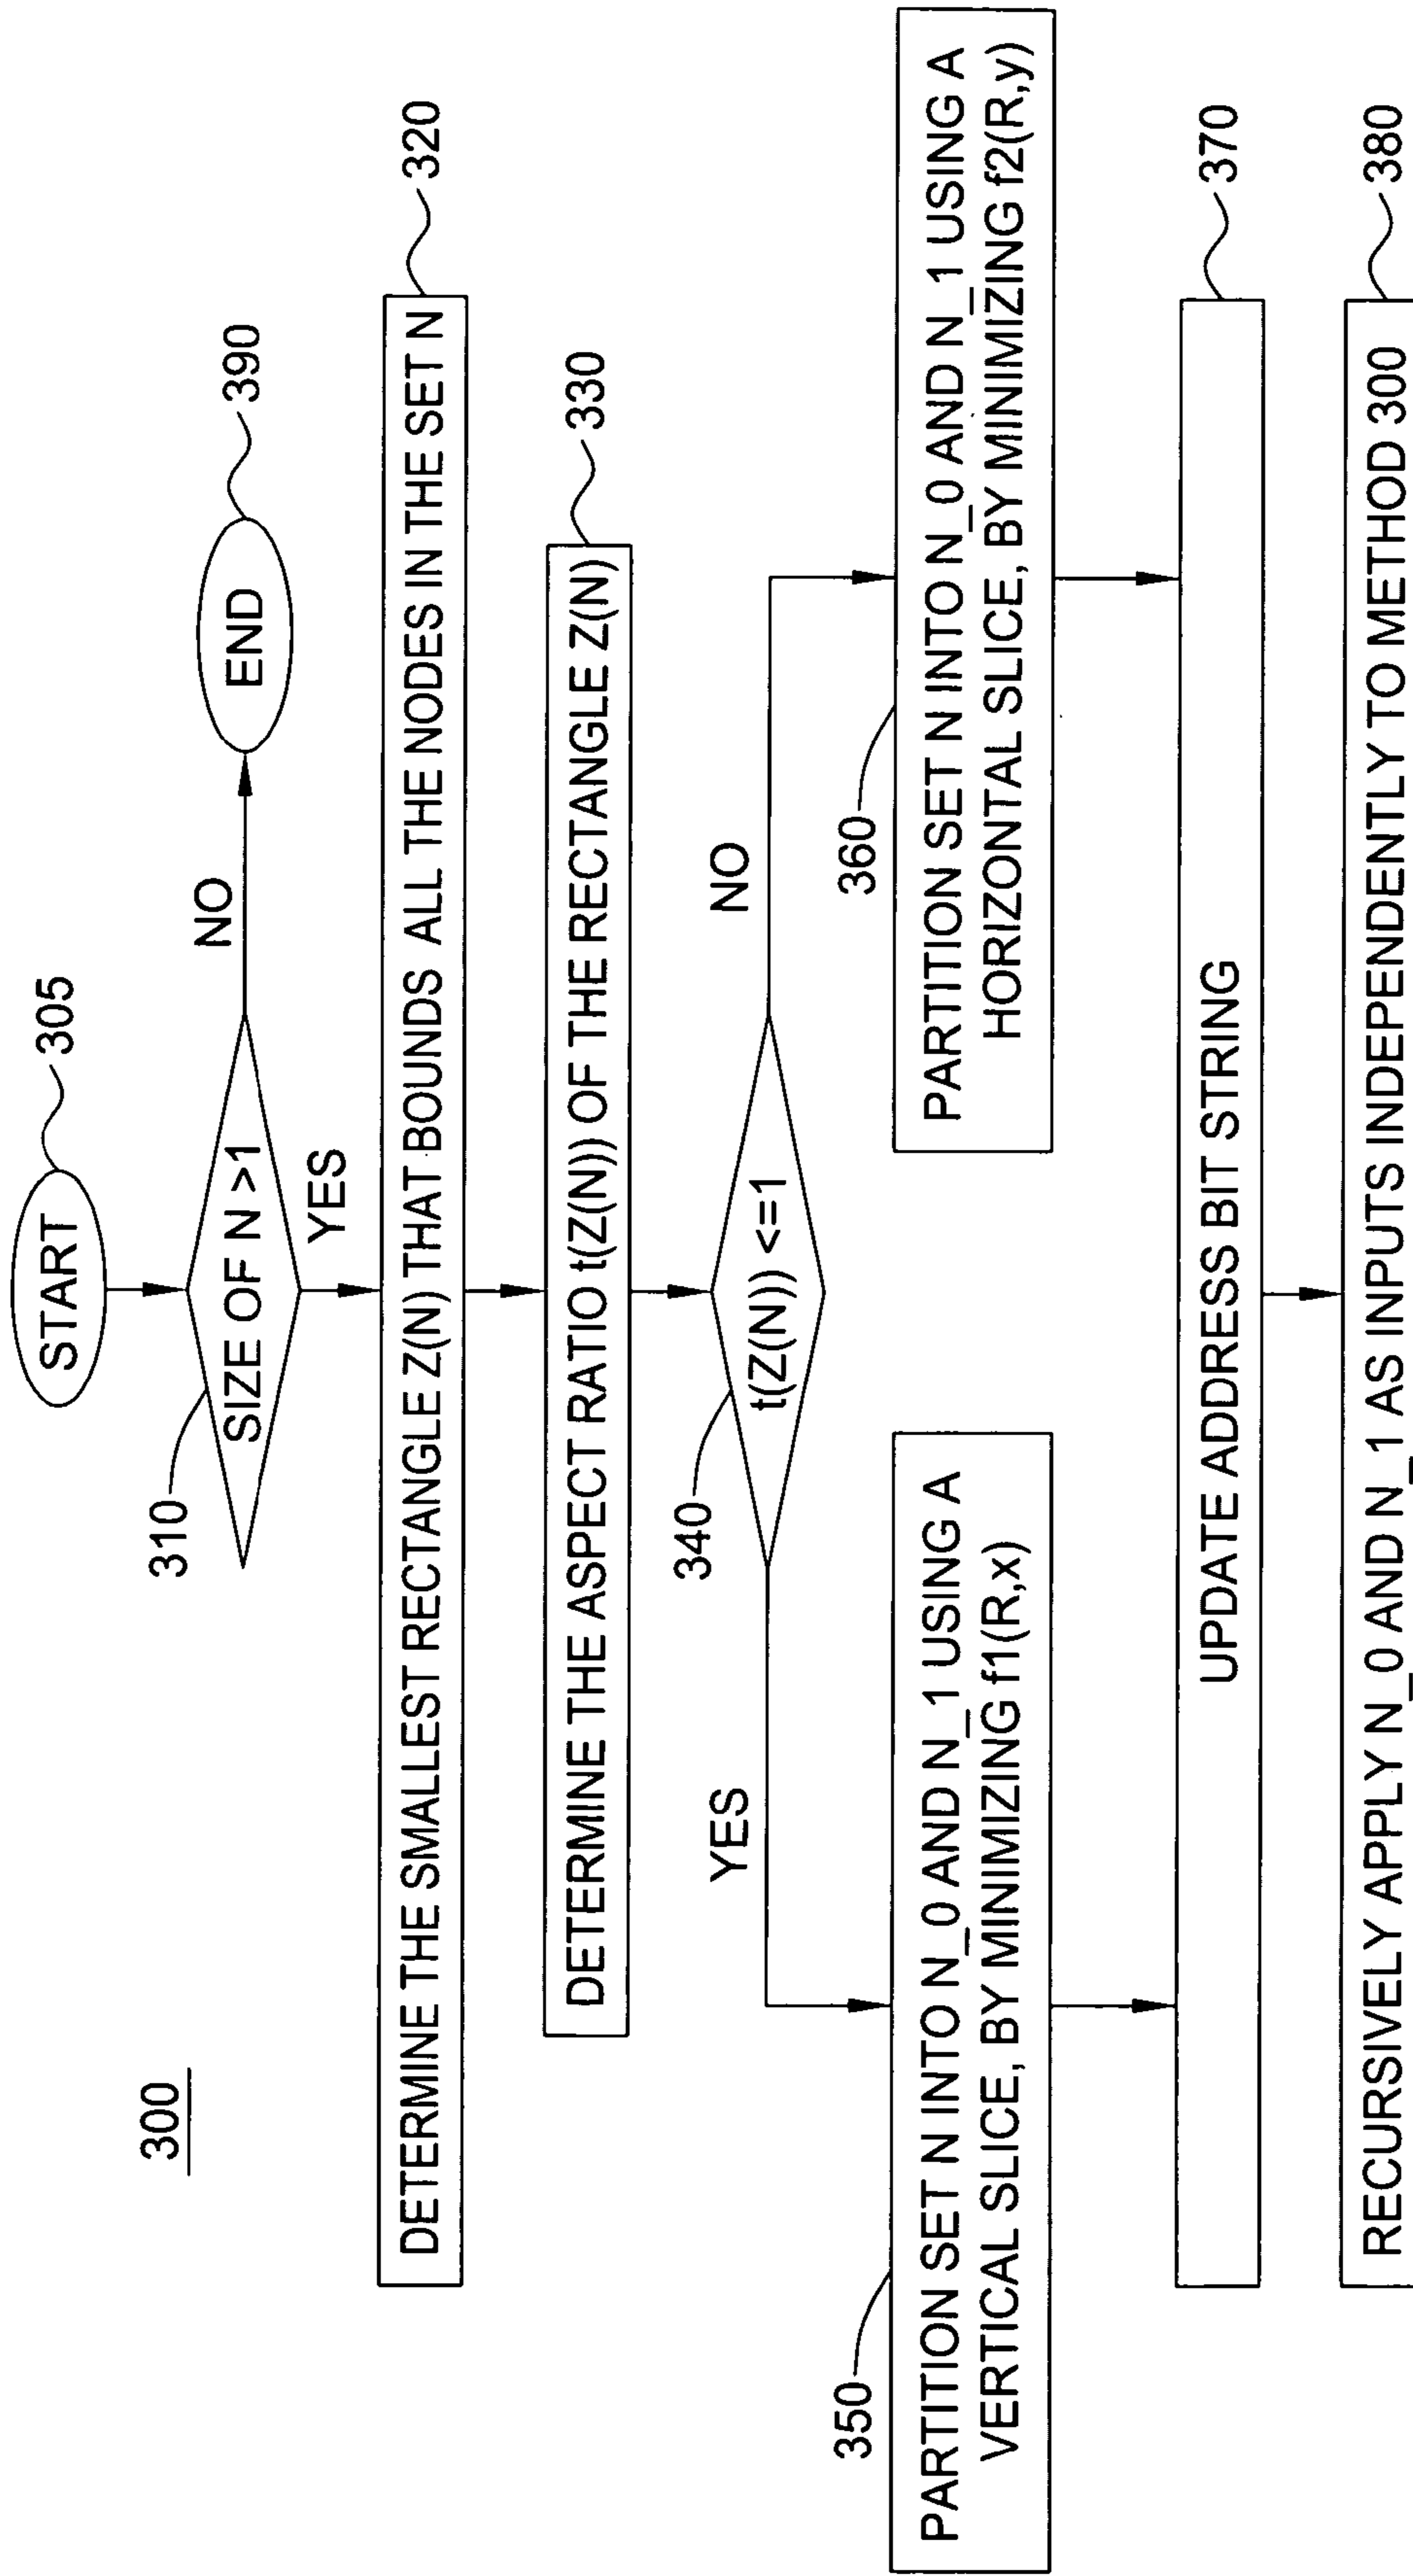 300
START
305
310
SIZE OF N >1
NO
END
390
YES
DETERMINE THE SMALLEST RECTANGLE Z(N) THAT BOUNDS ALL THE NODES IN THE SET N
320
DETERMINE THE ASPECT RATIO t(Z(N)) OF THE RECTANGLE Z(N)
330
340
t(Z(N)) <=1
YES
NO
350
PARTITION SET N INTO N_0 AND N_1 USING A
VERTICAL SLICE, BY MINIMIZING f1(R,x)
360
PARTITION SET N INTO N_0 AND N_1 USING A
HORIZONTAL SLICE, BY MINIMIZING f2(R,y)
UPDATE ADDRESS BIT STRING
370
RECURSIVELY APPLY N_0 AND N_1 AS INPUTS INDEPENDENTLY TO METHOD 300
380